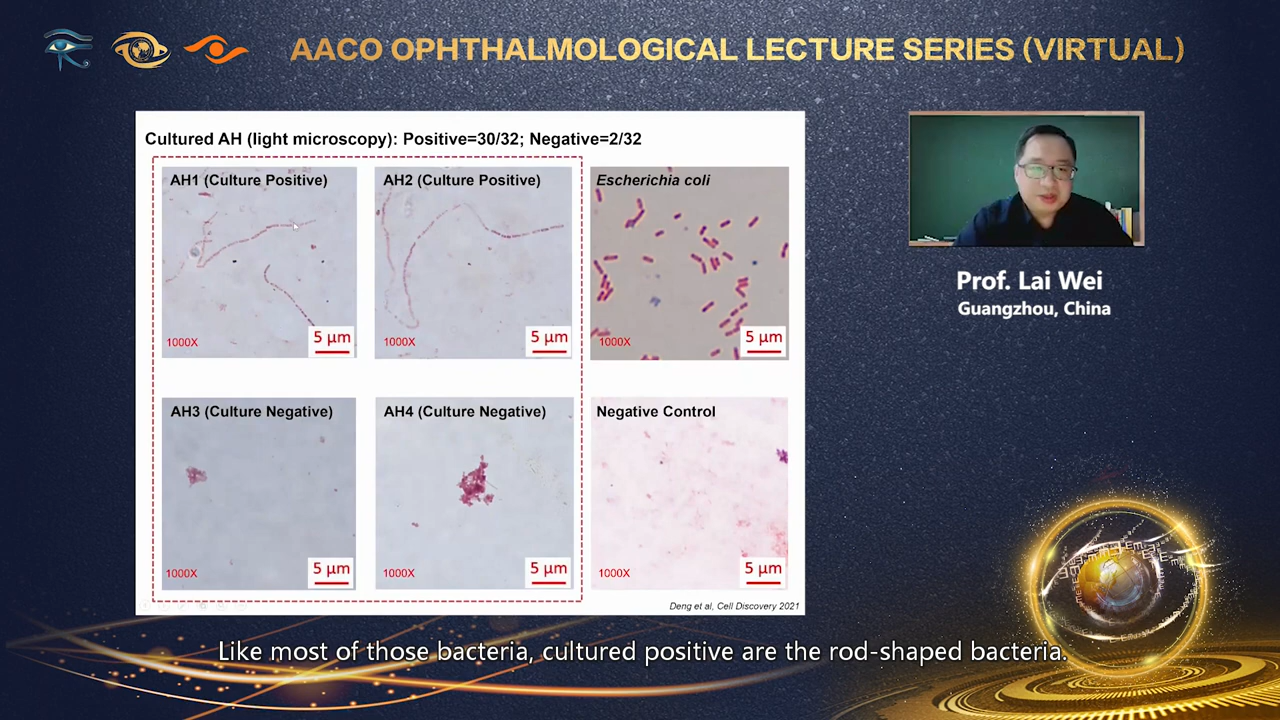 AACO OPHTHALMOLOGICAL LECTURE SERIES (VIRTUAL)
Cultured AH (light microscopy): Positive=30/32; Negative=2/32
AH1 (Culture Positive)
1000X
5 μm
AH2 (Culture Positive)
1000X
5 μm
Escherichia coli
1000X
5 μm
AH3 (Culture Negative)
1000X
5 μm
AH4 (Culture Negative)
1000X
5 μm
Negative Control
1000X
5 μm
Deng et al, Cell Discovery 2021
Prof. Lai Wei
Guangzhou, China
Like most of those bacteria, cultured positive are the rod-shaped bacteria.